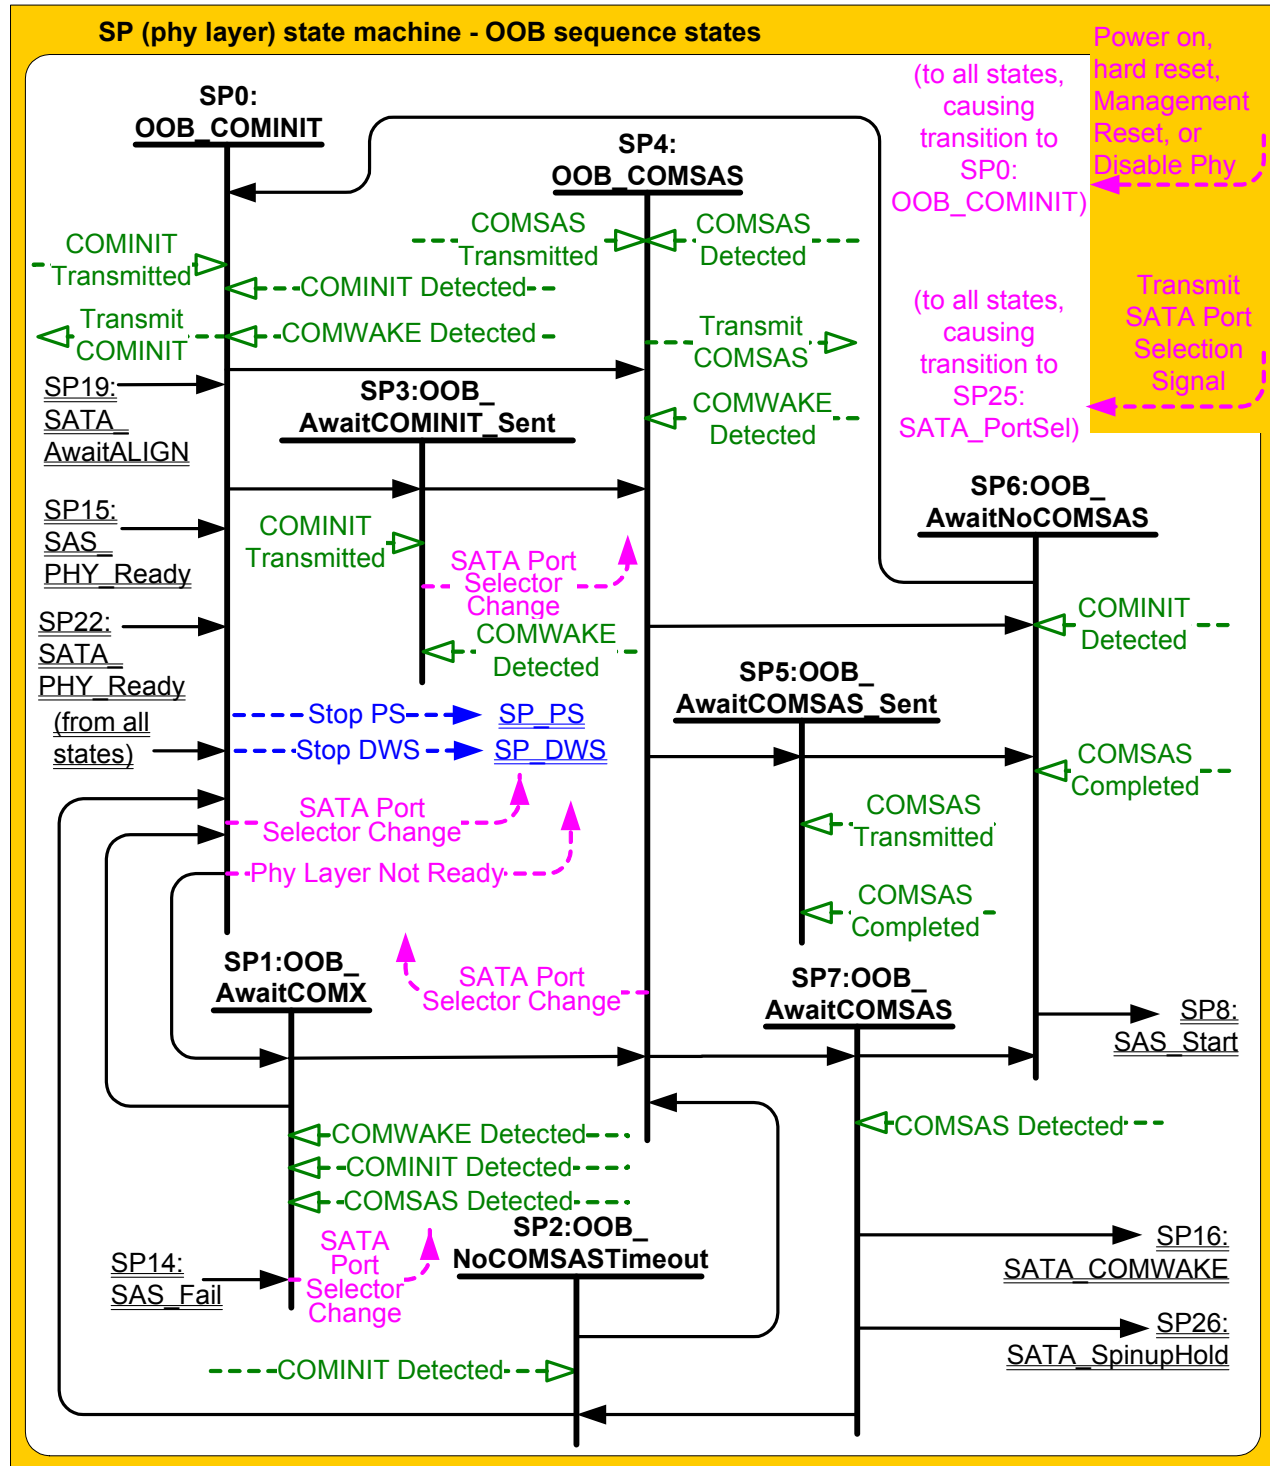 SP (phy layer) state machine - OOB sequence states
Power on,
hard reset,
Management
Reset, or
Disable Phy
(to all states,
causing
transition to
SP0:
OOB_COMINIT)
SP0:
OOB_COMINIT
SP4:
OOB_COMSAS
COMINIT
Transmitted
COMSAS
Transmitted
COMSAS
Detected
COMINIT Detected
Transmit
COMINIT
COMWAKE Detected
Transmit
COMSAS
(to all states,
causing
transition to
SP25:
SATA_PortSel)
Transmit
SATA Port
Selection
Signal
SP19:
SATA_
AwaitALIGN
SP3:OOB_
AwaitCOMINIT_Sent
COMWAKE
Detected
SP15:
SAS_
PHY_Ready
COMINIT
Transmitted
SATA Port
Selector
Change
SP6:OOB_
AwaitNoCOMSAS
SP22:
SATA_
PHY_Ready
COMWAKE
Detected
COMINIT
Detected
(from all
states)
Stop PS
SP_PS
Stop DWS
SP_DWS
SP5:OOB_
AwaitCOMSAS_Sent
COMSAS
Completed
SATA Port
Selector Change
COMSAS
Transmitted
Phy Layer Not Ready
COMSAS
Completed
SP1:OOB_
AwaitCOMX
SATA Port
Selector Change
SP7:OOB_
AwaitCOMSAS
SP8:
SAS_Start
COMWAKE Detected
COMINIT Detected
COMSAS Detected
COMSAS Detected
SP14:
SAS_Fail
SATA
Port
Selector
Change
SP2:OOB_
NoCOMSASTimeout
SP16:
SATA_COMWAKE
SP26:
SATA_SpinupHold
COMINIT Detected